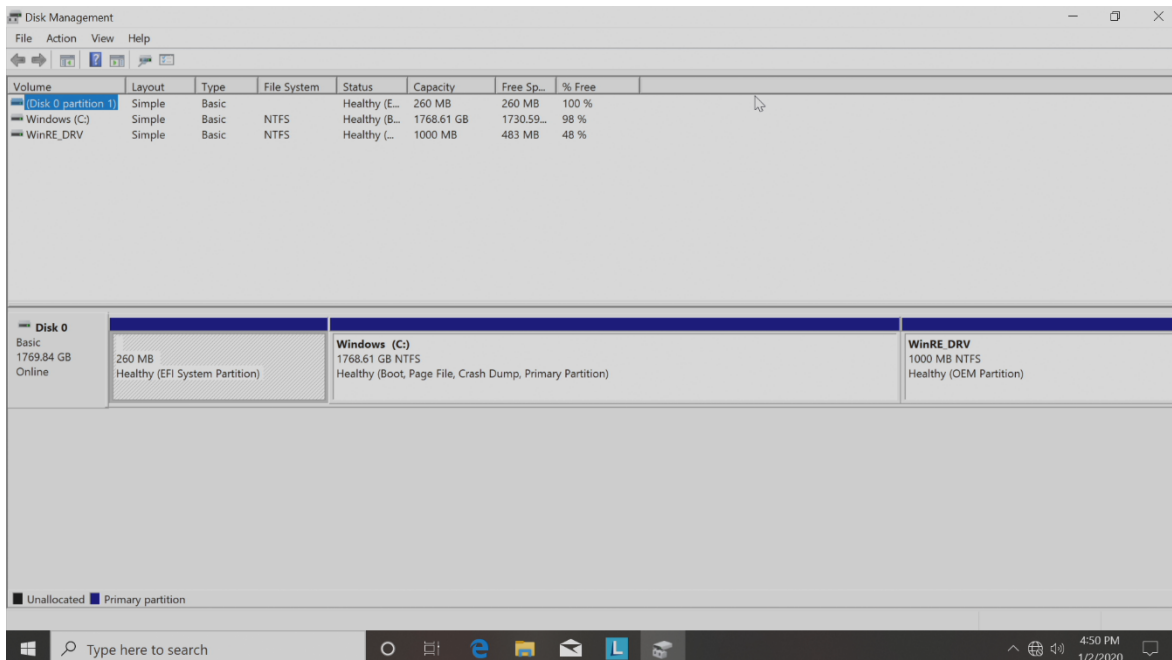 Disk Management
File Action View Help
Volume Layout Type File System Status Capacity Free Sp... % Free
(Disk 0 partition 1) Simple Basic Healthy (E... 260 MB 260 MB 100 %
Windows (C:) Simple Basic NTFS Healthy (B... 1768.61 GB 1730.59... 98 %
WinRE_DRV Simple Basic NTFS Healthy (... 1000 MB 483 MB 48 %
Disk 0
Basic
1769.84 GB
Online
260 MB
Healthy (EFI System Partition)
Windows (C:)
1768.61 GB NTFS
Healthy (Boot, Page File, Crash Dump, Primary Partition)
WinRE_DRV
1000 MB NTFS
Healthy (OEM Partition)
Unallocated Primary partition
Type here to search
L
4:50 PM
1/2/2020